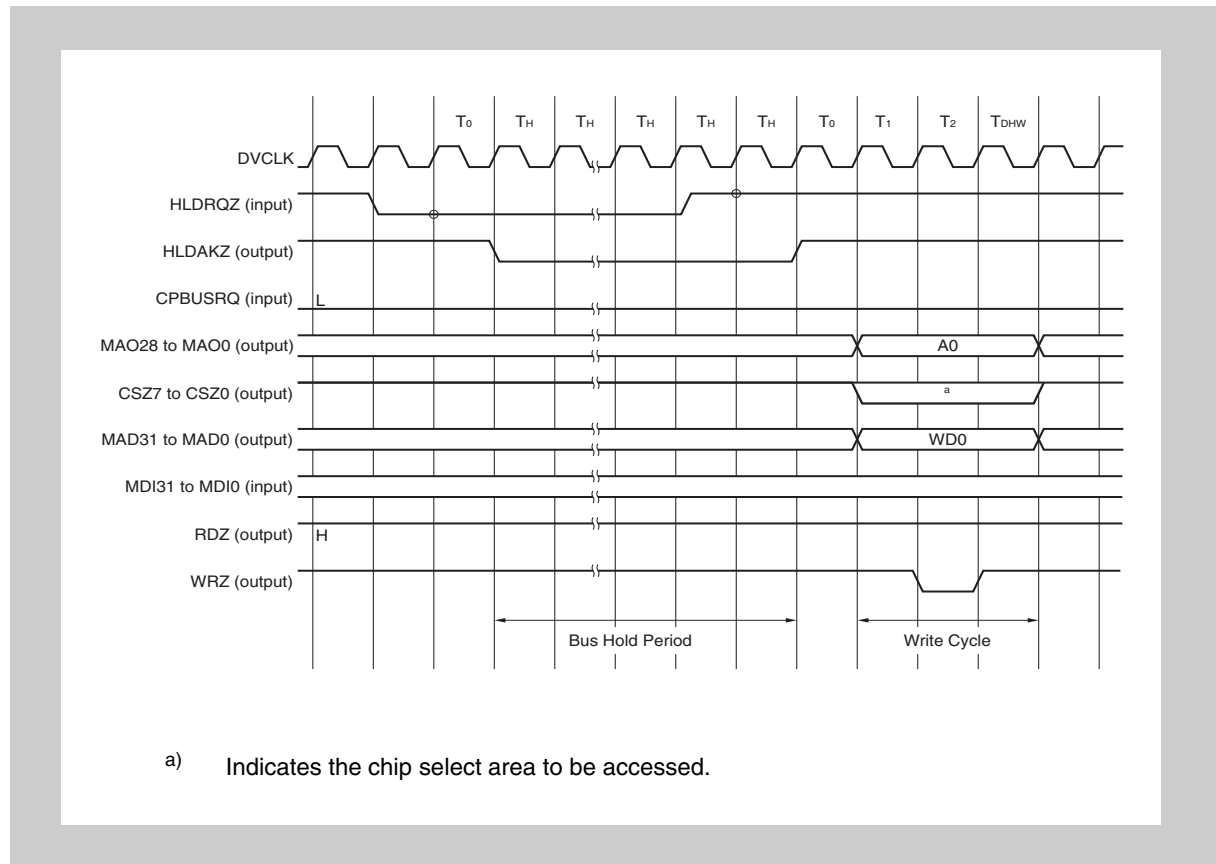 T0 TH TH TH TH TH T0 T1 T2 TDHW
DVCLK
HLDRQZ (input)
HLDAKZ (output)
CPBUSRQ (input) L
MAO28 to MAO0 (output) A0
CSZ7 to CSZ0 (output) a
MAD31 to MAD0 (output) WD0
MDI31 to MDI0 (input)
RDZ (output) H
WRZ (output)
Bus Hold Period Write Cycle
a) Indicates the chip select area to be accessed.